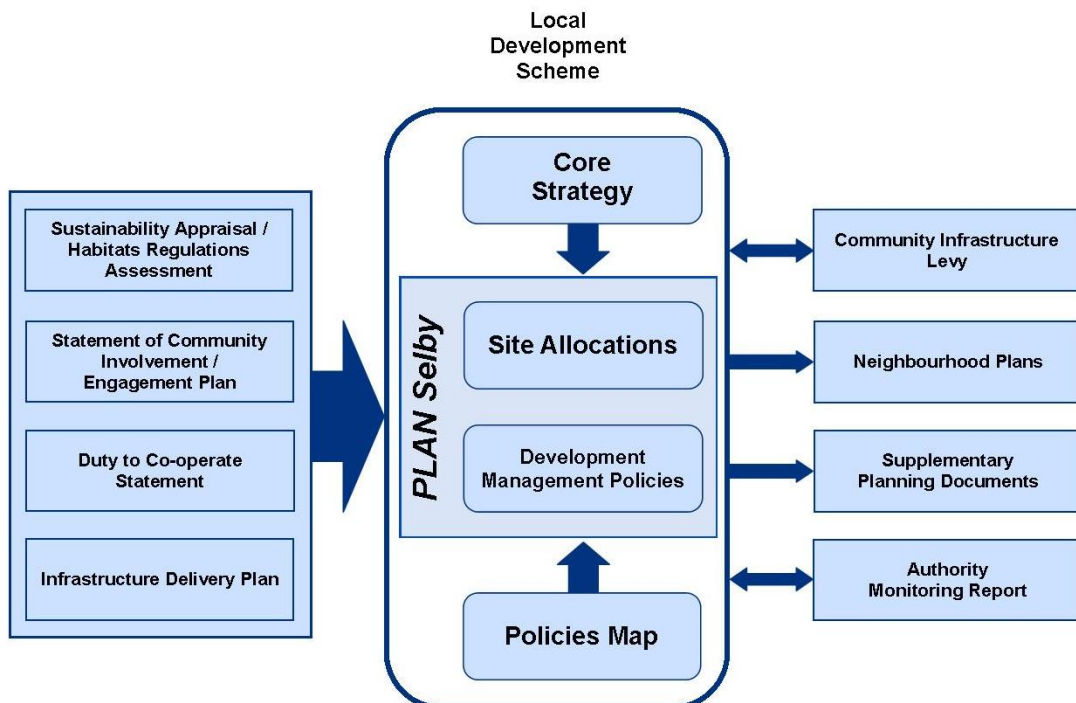 Local
Development
Scheme
Sustainability Appraisal /
Habitats Regulations
Assessment
Statement of Community
Involvement /
Engagement Plan
Duty to Co-operate
Statement
Infrastructure Delivery Plan
Core
Strategy
PLAN Selby
Site Allocations
Development
Management Policies
Policies Map
Community Infrastructure
Levy
Neighbourhood Plans
Supplementary
Planning Documents
Authority
Monitoring Report